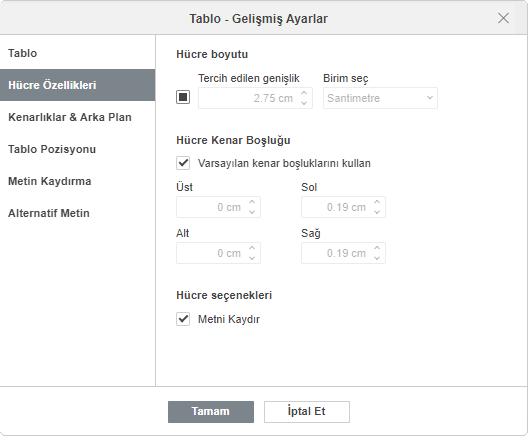 Tablo - Gelişmiş Ayarlar
Tablo
Hücre Özellikleri
Kenarlıklar & Arka Plan
Tablo Pozisyonu
Metin Kaydırma
Alternatif Metin
Hücre boyutu
Tercih edilen genişlik Birim seç
2.75 cm Santimetre
Hücre Kenar Boşluğu
Varsayılan kenar boşluklarını kullan
Üst Sol
0 cm 0.19 cm
Alt Sağ
0 cm 0.19 cm
Hücre seçenekleri
Metni Kaydır
Tamam İptal Et